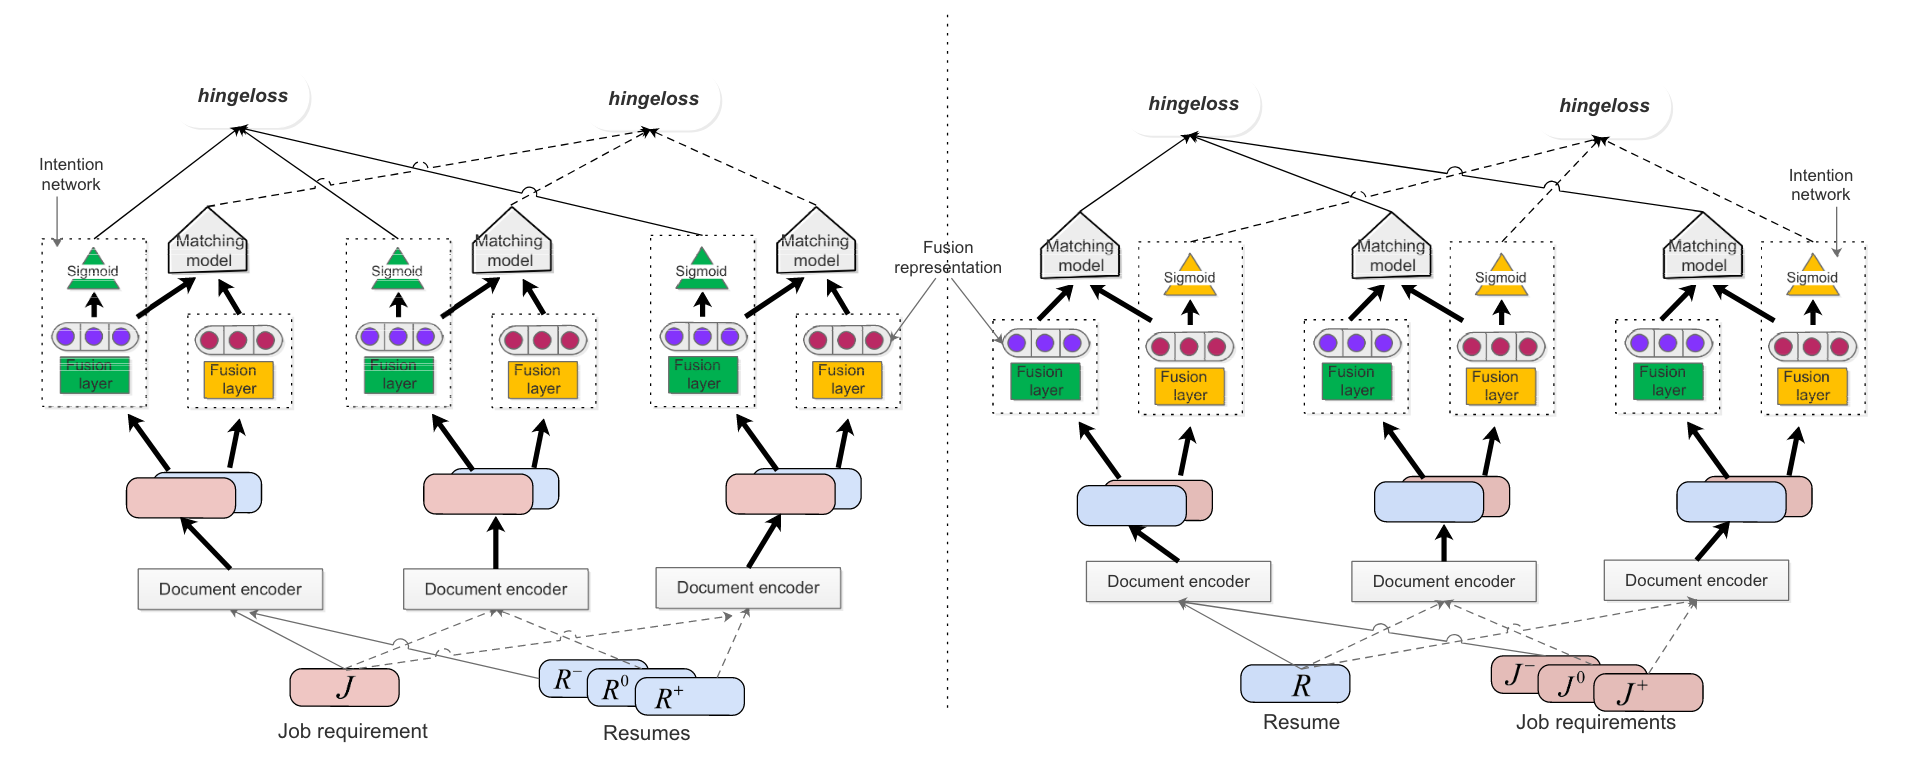 hingeloss
hingeloss
hingeloss
hingeloss
Intention
network
Intention
network
Matching
model
Matching
model
Matching
model
Fusion
representation
Matching
model
Matching
model
Matching
model
Sigmoid
Sigmoid
Sigmoid
Sigmoid
Sigmoid
Sigmoid
Fusion
layer
Fusion
layer
Fusion
layer
Fusion
layer
Fusion
layer
Fusion
layer
Fusion
layer
Fusion
layer
Fusion
layer
Fusion
layer
Fusion
layer
Fusion
layer
Document encoder
Document encoder
Document encoder
Document encoder
Document encoder
Document encoder
J
R⁻
R⁰
R⁺
R
J⁻
J⁰
J⁺
Job requirement
Resumes
Resume
Job requirements